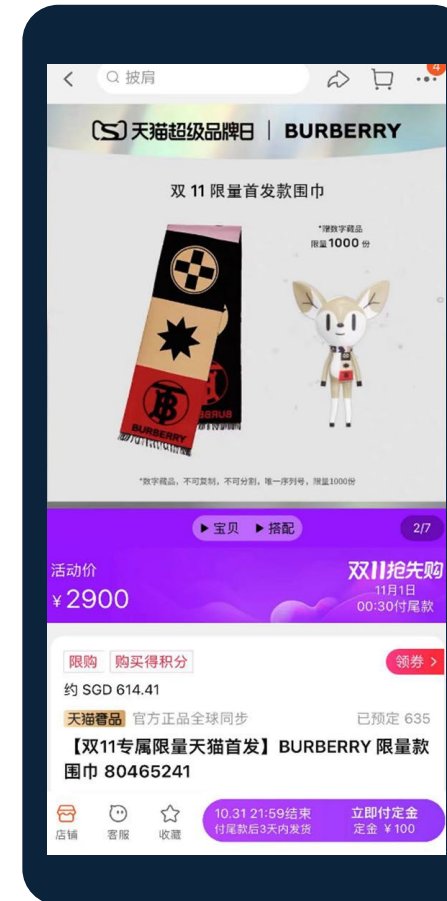 披肩
4
天猫超级品牌日 | BURBERRY
双 11 限量首发款围巾
*赠数字藏品
限量1000 份
BURBERRY
*数字藏品，不可复制，不可分割，唯一序列号，限量1000份
宝贝 搭配
2/7
活动价
¥2900
双11抢先购
11月1日
00:30付尾款
限购 购买得积分
领券 >
约 SGD 614.41
天猫奢品 官方正品全球同步
已预定 635
【双11专属限量天猫首发】BURBERRY 限量款
围巾 80465241
店铺
客服
收藏
10.31 21:59结束
付尾款后3天内发货
立即付定金
定金 ¥100